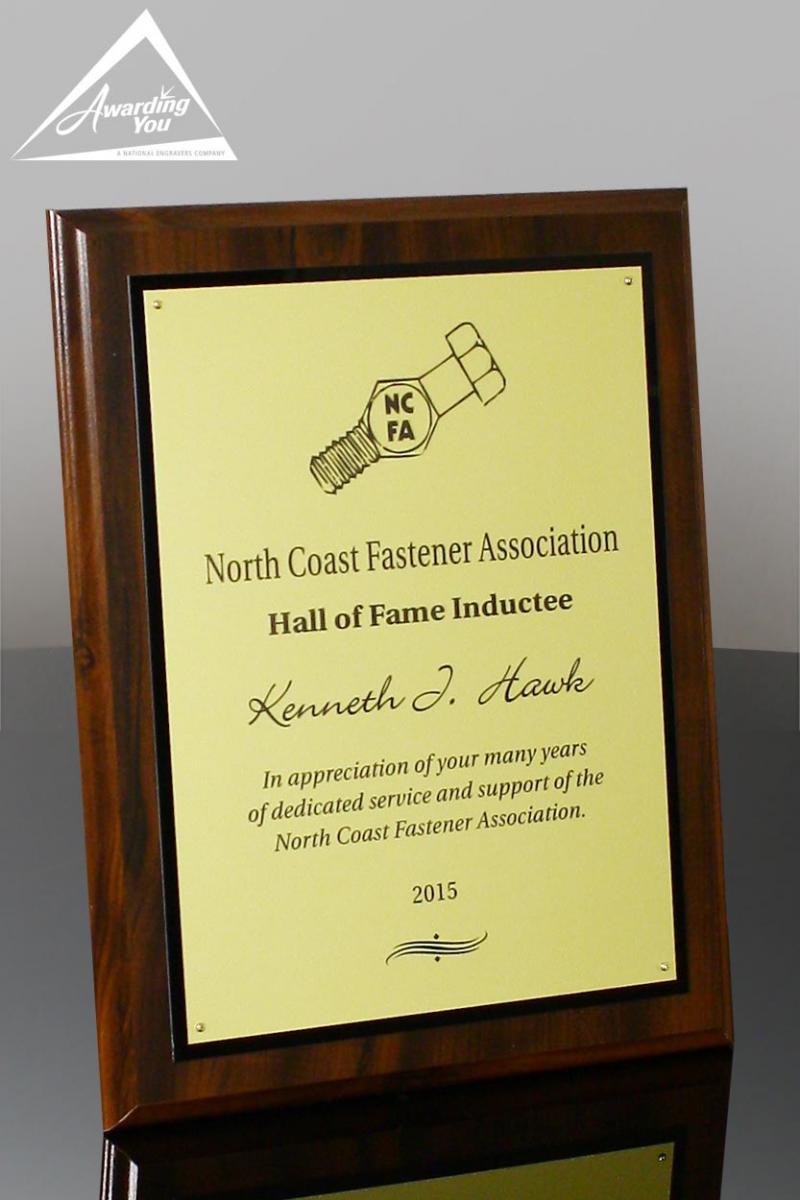 Awarding
You
A NATIONAL ENGRAVERS COMPANY
NC
FA
North Coast Fastener Association
Hall of Fame Inductee
Kenneth J. Hawk
In appreciation of your many years
of dedicated service and support of the
North Coast Fastener Association.
2015